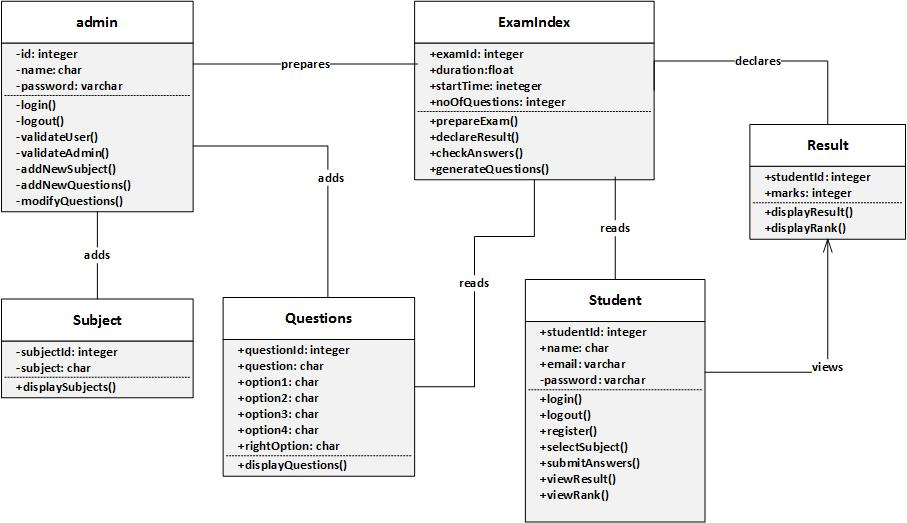 admin
-id: integer
-name: char
-password: varchar
-login()
-logout()
-validateUser()
-validateAdmin()
-addNewSubject()
-addNewQuestions()
-modifyQuestions()
prepares
ExamIndex
+examId: integer
+duration:float
+startTime: ineteger
+noOfQuestions: integer
+prepareExam()
+declareResult()
+checkAnswers()
+generateQuestions()
declares
Result
+studentId: integer
+marks: integer
+displayResult()
+displayRank()
adds
adds
reads
reads
views
Subject
-subjectId: integer
-subject: char
+displaySubjects()
Questions
+questionId: integer
+question: char
+option1: char
+option2: char
+option3: char
+option4: char
+rightOption: char
+displayQuestions()
Student
+studentId: integer
+name: char
+email: varchar
-password: varchar
+login()
+logout()
+register()
+selectSubject()
+submitAnswers()
+viewResult()
+viewRank()